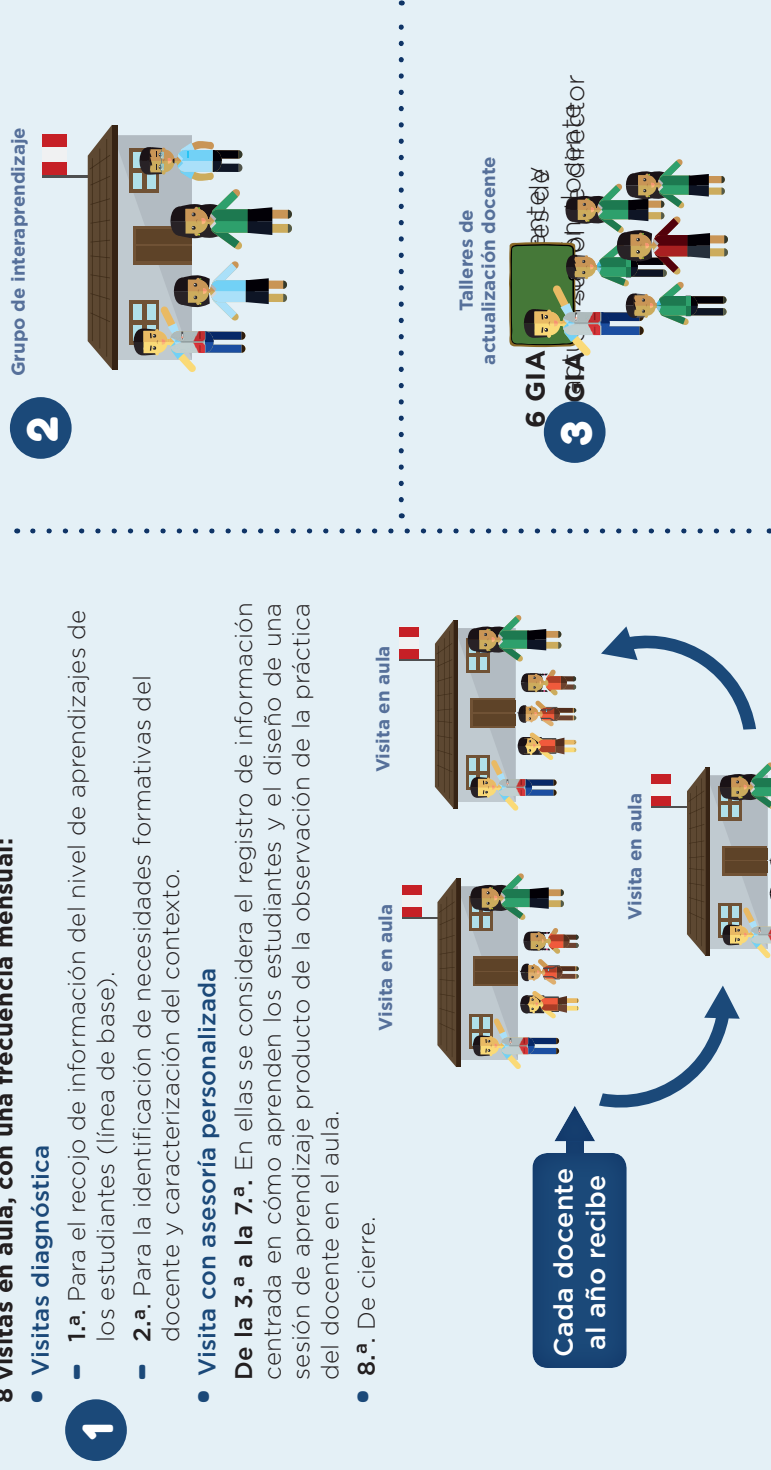 8 visitas en aula, con una frecuencia mensual:
• Visitas diagnóstica
1
- 1.ª. Para el recojo de información del nivel de aprendizajes de
los estudiantes (línea de base).
- 2.ª. Para la identificación de necesidades formativas del
docente y caracterización del contexto.
• Visita con asesoría personalizada
De la 3.ª a la 7.ª. En ellas se considera el registro de información
centrada en cómo aprenden los estudiantes y el diseño de una
sesión de aprendizaje producto de la observación de la práctica
del docente en el aula.
• 8.ª. De cierre.
Visita en aula
Visita en aula
Visita en aula
Cada docente
al año recibe
2
Grupo de interaprendizaje
3
Talleres de
actualización docente
6 GIA
GIA
director